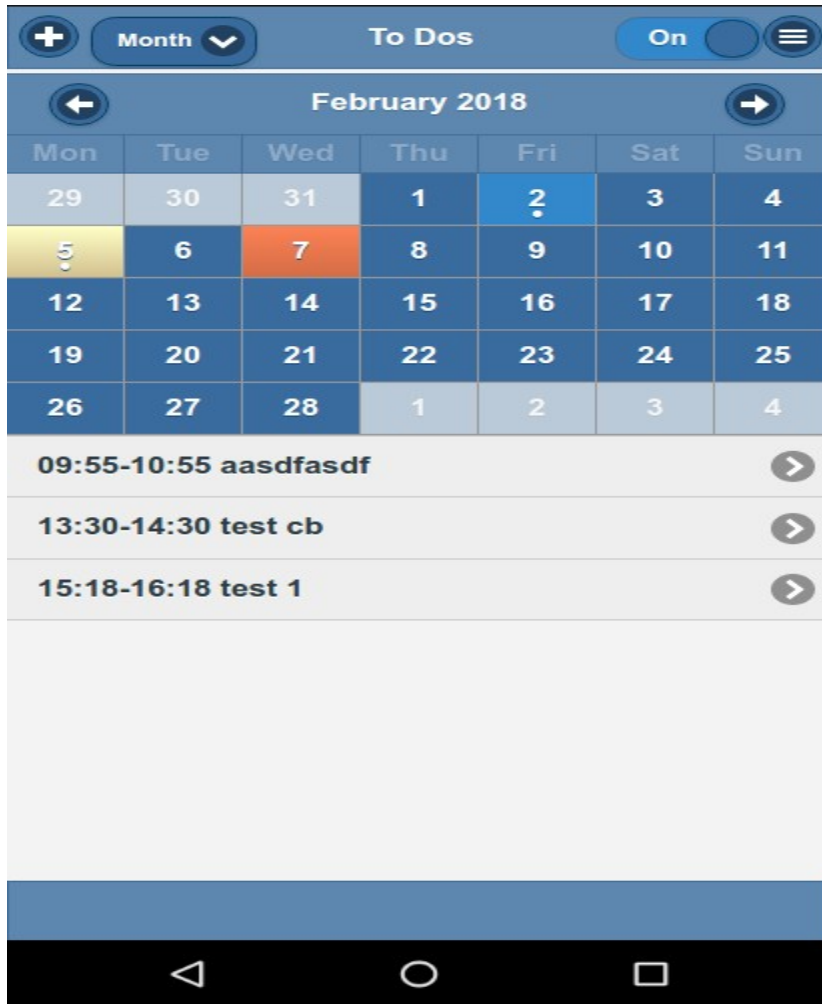 Month To Dos On
February 2018
Mon Tue Wed Thu Fri Sat Sun
29 30 31 1 2 3 4
5 6 7 8 9 10 11
12 13 14 15 16 17 18
19 20 21 22 23 24 25
26 27 28 1 2 3 4
09:55-10:55 aasdfasdf
13:30-14:30 test cb
15:18-16:18 test 1